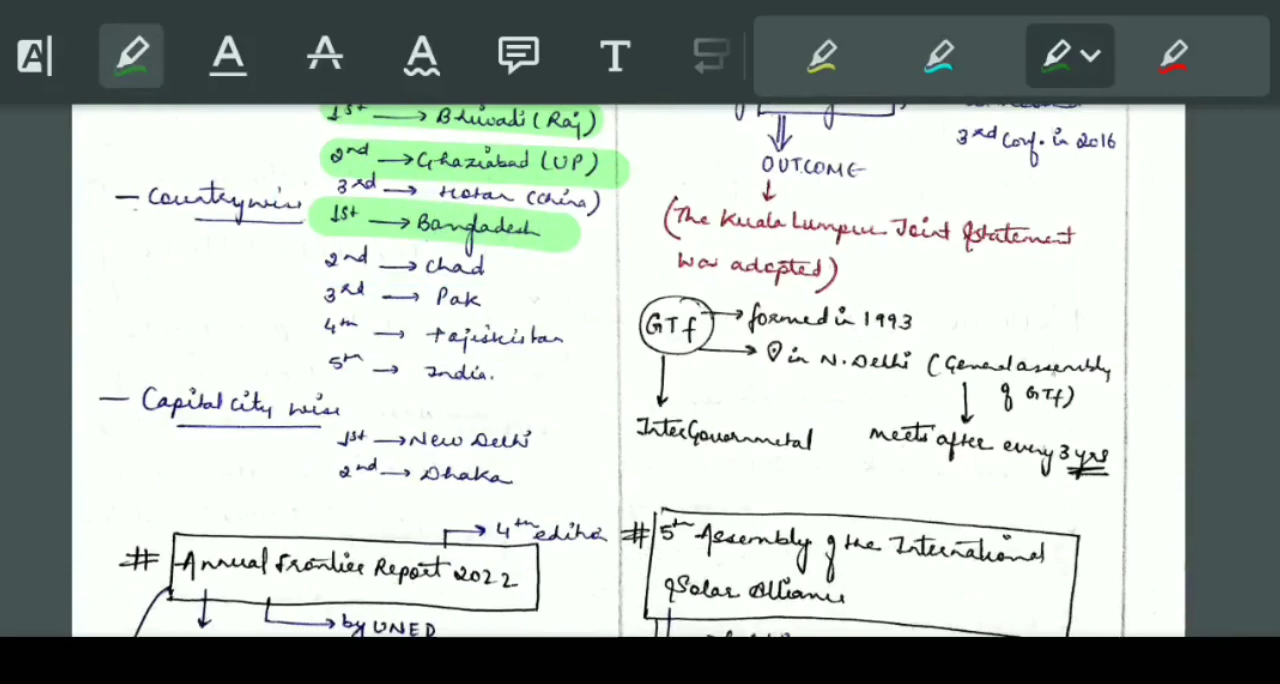 1st → Bhiwadi (Raj)
2nd → Ghaziabad (UP)
3rd → Hotan (China)
— Countrywise
1st → Bangladesh
2nd → Chad
3rd → Pak
4th → Tajiskistan
5th → India.
— Capital city wise
1st → New Delhi
2nd → Dhaka
→ 4th edition
# Annual Frontier Report 2022
→ by UNEP
3rd Conf. in 2016
OUTCOME
(The Kuala Lumpur Joint Statement
was adopted)
GTF → formed in 1993
→ in N. Delhi (General assembly
of GTF)
InterGovernmetal
meets after every 3 yrs
# 5th Assembly of the International
Solar Alliance